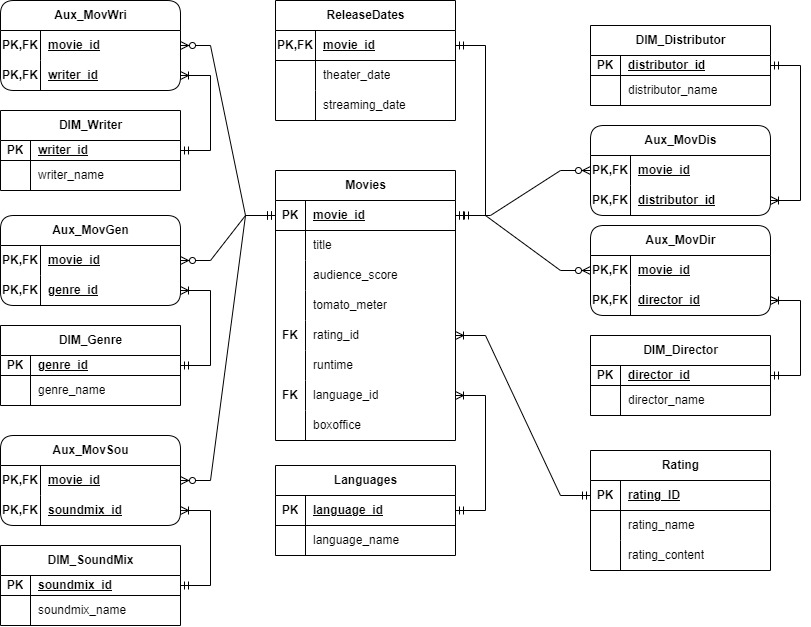 Aux_MovWri
PK,FK movie_id
PK,FK writer_id
DIM_Writer
PK writer_id
writer_name
Aux_MovGen
PK,FK movie_id
PK,FK genre_id
DIM_Genre
PK genre_id
genre_name
Aux_MovSou
PK,FK movie_id
PK,FK soundmix_id
DIM_SoundMix
PK soundmix_id
soundmix_name
ReleaseDates
PK,FK movie_id
theater_date
streaming_date
Movies
PK movie_id
title
audience_score
tomato_meter
FK rating_id
runtime
FK language_id
boxoffice
Languages
PK language_id
language_name
DIM_Distributor
PK distributor_id
distributor_name
Aux_MovDis
PK,FK movie_id
PK,FK distributor_id
Aux_MovDir
PK,FK movie_id
PK,FK director_id
DIM_Director
PK director_id
director_name
Rating
PK rating_ID
rating_name
rating_content